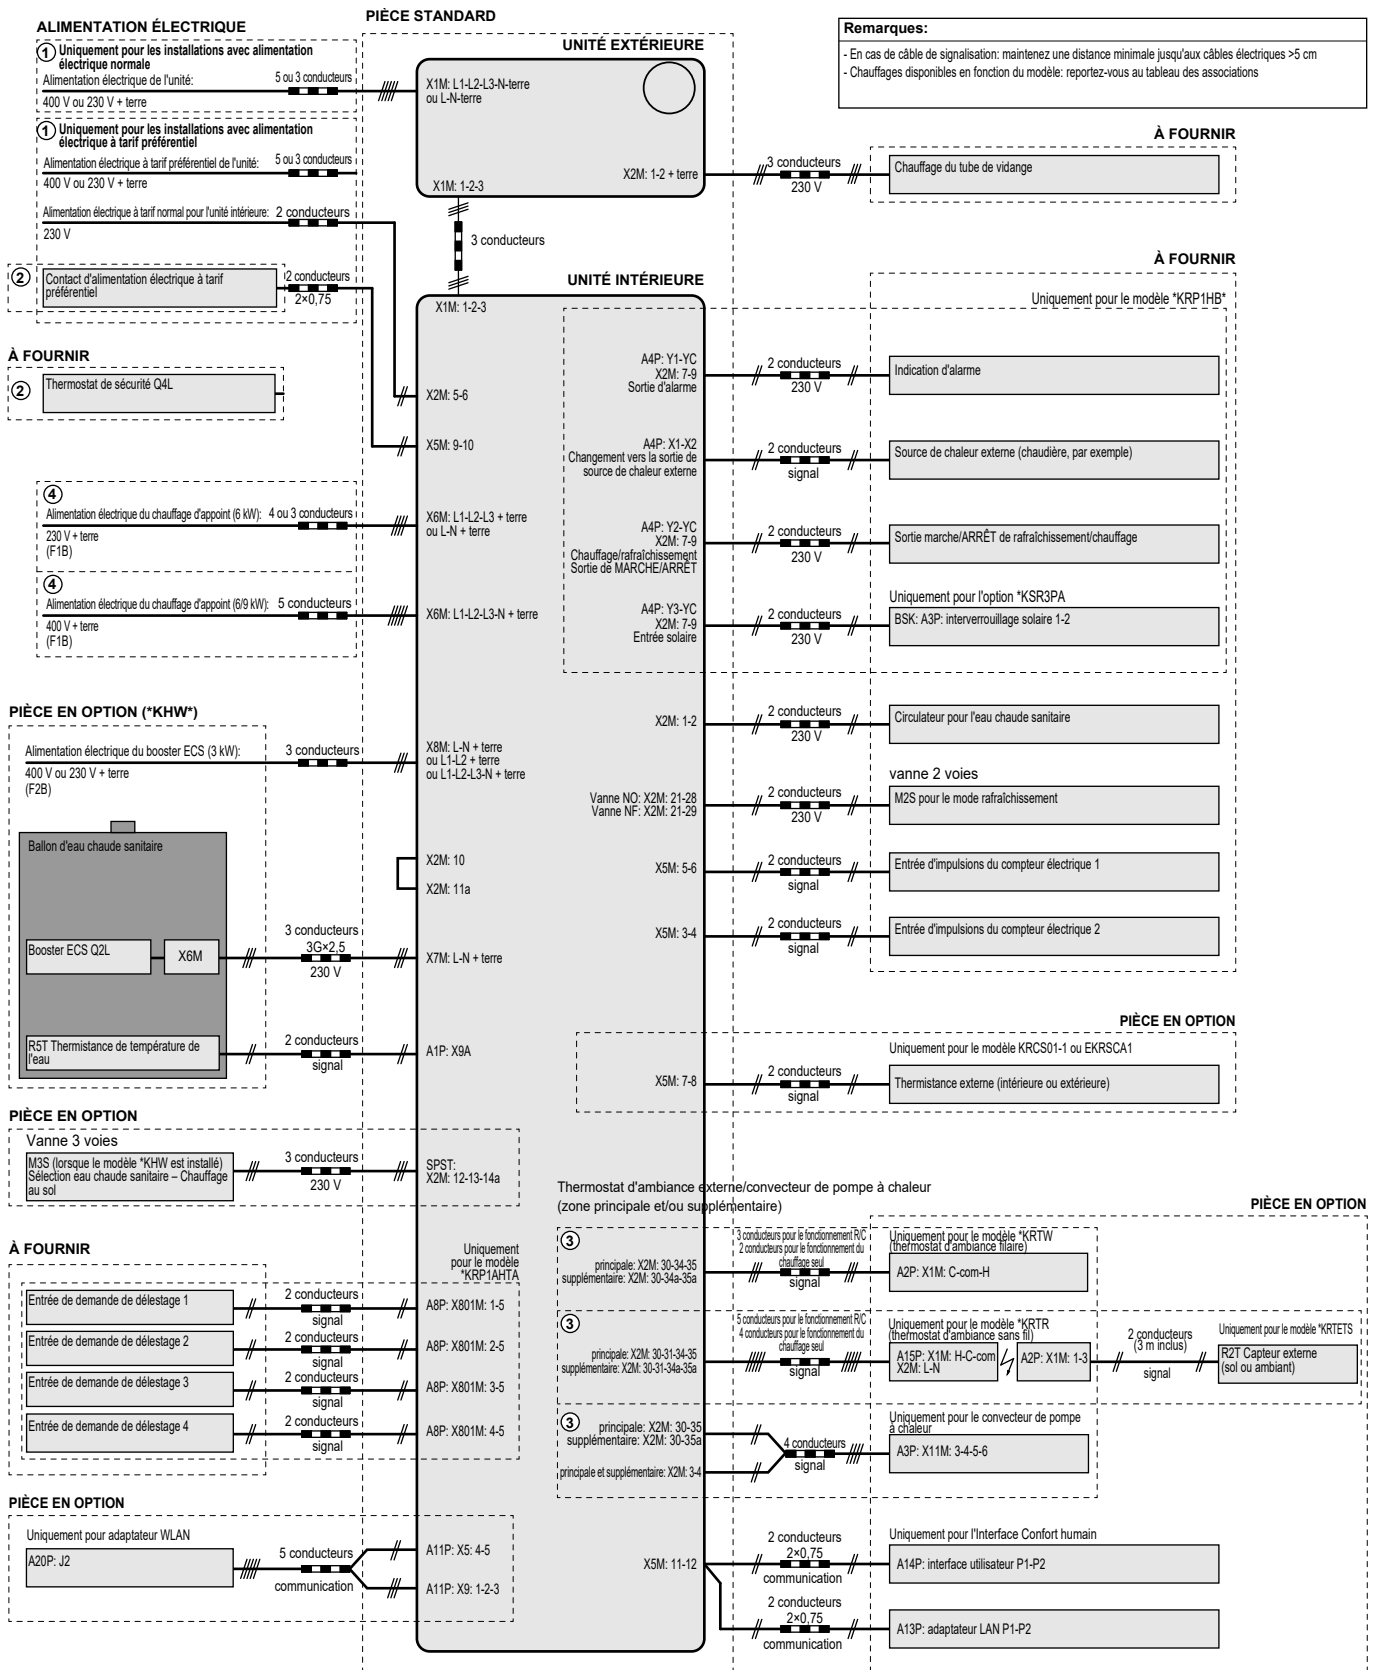 PIÈCE STANDARD
ALIMENTATION ÉLECTRIQUE
① Uniquement pour les installations avec alimentation
électrique normale
Alimentation électrique de l'unité:
5 ou 3 conducteurs
400 V ou 230 V + terre
① Uniquement pour les installations avec alimentation
électrique à tarif préférentiel
Alimentation électrique à tarif préférentiel de l'unité:
5 ou 3 conducteurs
400 V ou 230 V + terre
Alimentation électrique à tarif normal pour l'unité intérieure:
2 conducteurs
230 V
②
Contact d'alimentation électrique à tarif
préférentiel
2 conducteurs
2×0,75
À FOURNIR
②
Thermostat de sécurité Q4L
④
Alimentation électrique du chauffage d'appoint (6 kW):
4 ou 3 conducteurs
230 V + terre
(F1B)
④
Alimentation électrique du chauffage d'appoint (6/9 kW):
5 conducteurs
400 V + terre
(F1B)
PIÈCE EN OPTION (*KHW*)
Alimentation électrique du booster ECS (3 kW):
3 conducteurs
400 V ou 230 V + terre
(F2B)
Ballon d'eau chaude sanitaire
Booster ECS Q2L
X6M
3 conducteurs
3G×2,5
230 V
R5T Thermistance de température de
l'eau
2 conducteurs
signal
PIÈCE EN OPTION
Vanne 3 voies
M3S (lorsque le modèle *KHW est installé)
Sélection eau chaude sanitaire – Chauffage
au sol
3 conducteurs
230 V
À FOURNIR
Entrée de demande de délestage 1
2 conducteurs
signal
Entrée de demande de délestage 2
2 conducteurs
signal
Entrée de demande de délestage 3
2 conducteurs
signal
Entrée de demande de délestage 4
2 conducteurs
signal
PIÈCE EN OPTION
Uniquement pour adaptateur WLAN
A20P: J2
5 conducteurs
communication
UNITÉ EXTÉRIEURE
X1M: L1-L2-L3-N-terre
ou L-N-terre
X2M: 1-2 + terre
X1M: 1-2-3
3 conducteurs
UNITÉ INTÉRIEURE
X1M: 1-2-3
X2M: 5-6
X5M: 9-10
X6M: L1-L2-L3 + terre
ou L-N + terre
X6M: L1-L2-L3-N + terre
X8M: L-N + terre
ou L1-L2 + terre
ou L1-L2-L3-N + terre
X2M: 10
X2M: 11a
X7M: L-N + terre
A1P: X9A
SPST:
X2M: 12-13-14a
Uniquement
pour le modèle
*KRP1AHTA
A8P: X801M: 1-5
A8P: X801M: 2-5
A8P: X801M: 3-5
A8P: X801M: 4-5
A11P: X5: 4-5
A11P: X9: 1-2-3
Remarques:
- En cas de câble de signalisation: maintenez une distance minimale jusqu'aux câbles électriques >5 cm
- Chauffages disponibles en fonction du modèle: reportez-vous au tableau des associations
À FOURNIR
3 conducteurs
230 V
Chauffage du tube de vidange
À FOURNIR
Uniquement pour le modèle *KRP1HB*
A4P: Y1-YC
X2M: 7-9
Sortie d'alarme
2 conducteurs
230 V
Indication d'alarme
A4P: X1-X2
Changement vers la sortie de
source de chaleur externe
2 conducteurs
signal
Source de chaleur externe (chaudière, par exemple)
A4P: Y2-YC
X2M: 7-9
Chauffage/rafraîchissement
Sortie de MARCHE/ARRÊT
2 conducteurs
230 V
Sortie marche/ARRÊT de rafraîchissement/chauffage
Uniquement pour l'option *KSR3PA
A4P: Y3-YC
X2M: 7-9
Entrée solaire
2 conducteurs
230 V
BSK: A3P: interverrouillage solaire 1-2
X2M: 1-2
2 conducteurs
230 V
Circulateur pour l'eau chaude sanitaire
vanne 2 voies
Vanne NO: X2M: 21-28
Vanne NF: X2M: 21-29
2 conducteurs
230 V
M2S pour le mode rafraîchissement
X5M: 5-6
2 conducteurs
signal
Entrée d'impulsions du compteur électrique 1
X5M: 3-4
2 conducteurs
signal
Entrée d'impulsions du compteur électrique 2
PIÈCE EN OPTION
Uniquement pour le modèle KRCS01-1 ou EKRSCA1
X5M: 7-8
2 conducteurs
signal
Thermistance externe (intérieure ou extérieure)
Thermostat d'ambiance externe/convecteur de pompe à chaleur
(zone principale et/ou supplémentaire)
PIÈCE EN OPTION
③
principale: X2M: 30-34-35
supplémentaire: X2M: 30-34a-35a
3 conducteurs pour le fonctionnement R/C
2 conducteurs pour le fonctionnement du
chauffage seul
signal
Uniquement pour le modèle *KRTW
(thermostat d'ambiance filaire)
A2P: X1M: C-com-H
③
principale: X2M: 30-31-34-35
supplémentaire: X2M: 30-31-34a-35a
5 conducteurs pour le fonctionnement R/C
4 conducteurs pour le fonctionnement du
chauffage seul
signal
Uniquement pour le modèle *KRTR
(thermostat d'ambiance sans fil)
A15P: X1M: H-C-com
X2M: L-N
A2P: X1M: 1-3
2 conducteurs
(3 m inclus)
signal
Uniquement pour le modèle *KRTETS
R2T Capteur externe
(sol ou ambiant)
③
principale: X2M: 30-35
supplémentaire: X2M: 30-35a
principale et supplémentaire: X2M: 3-4
4 conducteurs
signal
Uniquement pour le convecteur de pompe
à chaleur
A3P: X11M: 3-4-5-6
X5M: 11-12
2 conducteurs
2×0,75
communication
Uniquement pour l'Interface Confort humain
A14P: interface utilisateur P1-P2
2 conducteurs
2×0,75
communication
A13P: adaptateur LAN P1-P2